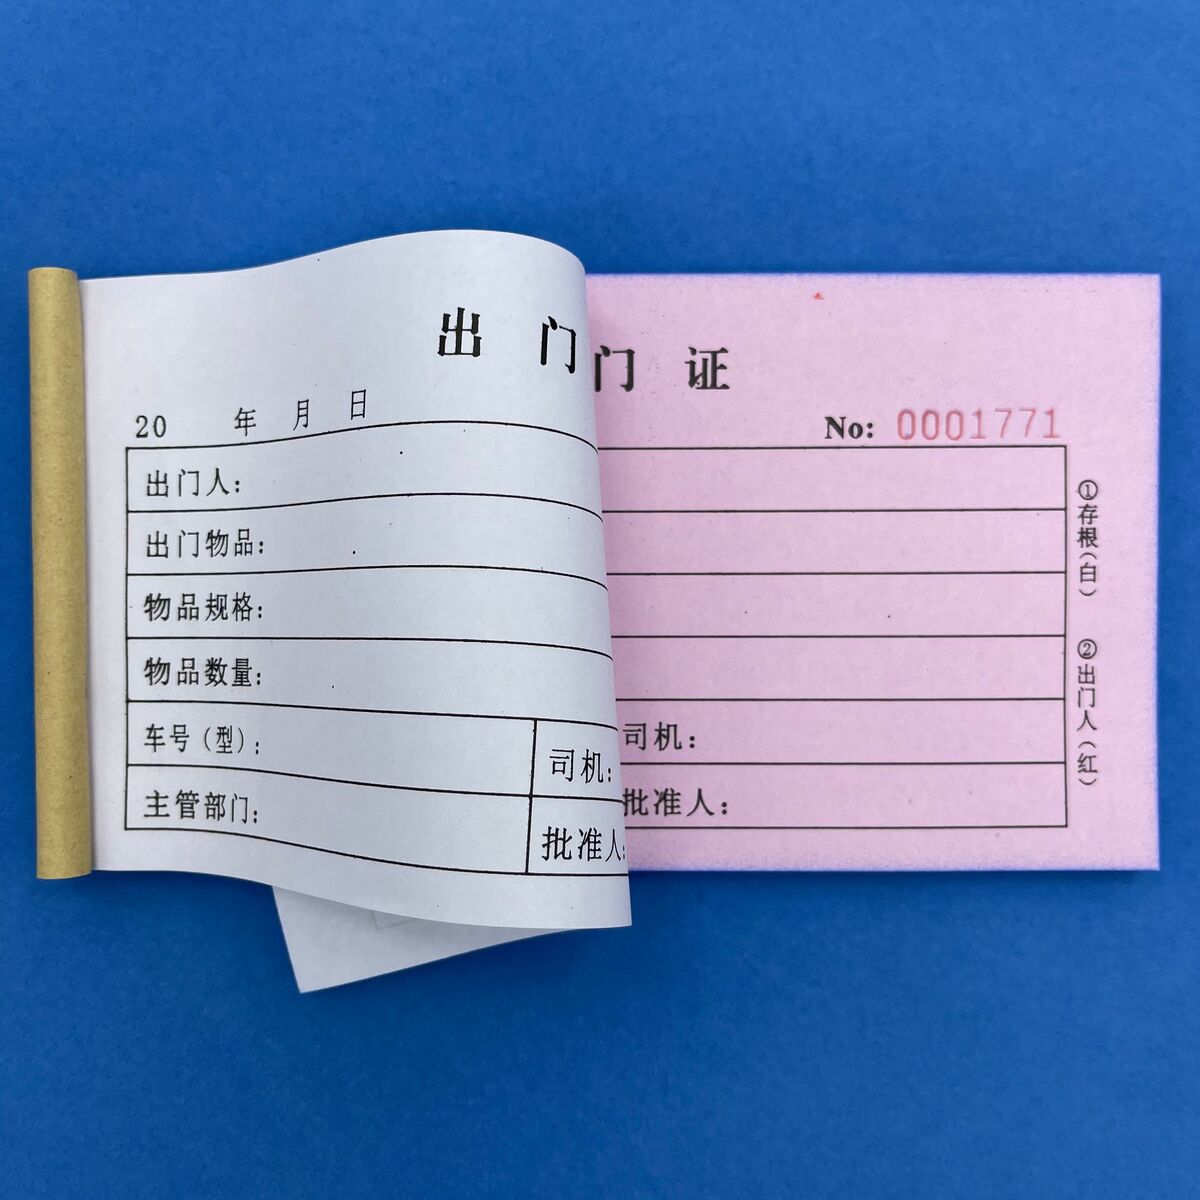 出 门
20 年 月 日
出门人:
出门物品:
物品规格:
物品数量:
车号(型):
司机:
主管部门:
批准人:
门 证
No: 0001771
司机:
批准人:
①存根(白) ②出门人(红)